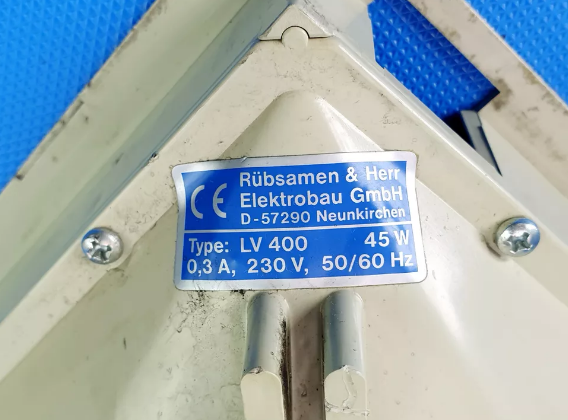 CE
Rübsamen & Herr
Elektrobau GmbH
D-57290 Neunkirchen
Type: LV 400 45 W
0,3 A, 230 V, 50/60 Hz